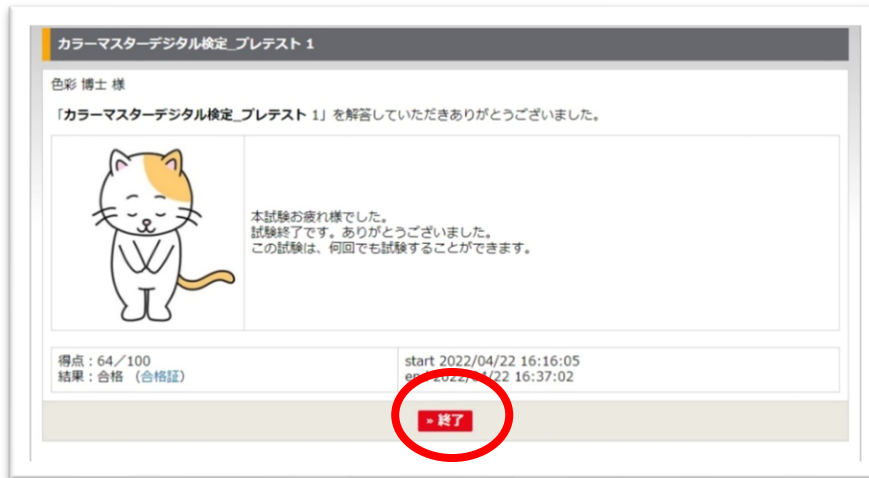 カラーマスターデジタル検定_プレテスト 1
色彩 博士 様
「カラーマスターデジタル検定_プレテスト 1」を解答していただきありがとうございました。
本試験お疲れ様でした。
試験終了です。ありがとうございました。
この試験は、何回でも試験することができます。
得点：64／100
結果：合格 （合格証）
start 2022/04/22 16:16:05
end 2022/04/22 16:37:02
» 終了